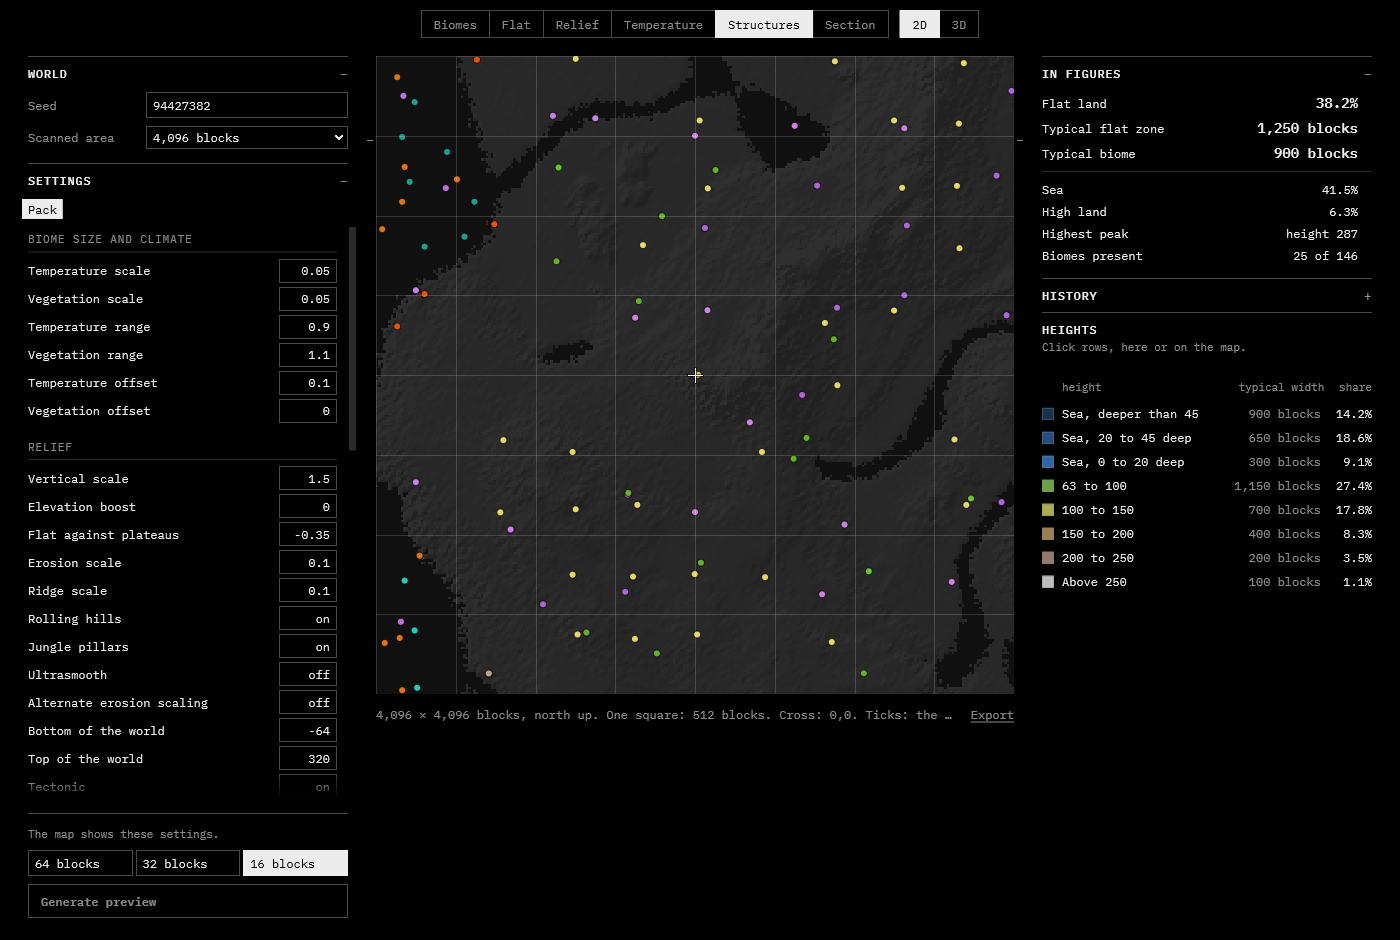 Biomes Flat Relief Temperature Structures Section 2D 3D
WORLD −
Seed 94427382
Scanned area 4,096 blocks
SETTINGS −
Pack
BIOME SIZE AND CLIMATE
Temperature scale 0.05
Vegetation scale 0.05
Temperature range 0.9
Vegetation range 1.1
Temperature offset 0.1
Vegetation offset 0
RELIEF
Vertical scale 1.5
Elevation boost 0
Flat against plateaus -0.35
Erosion scale 0.1
Ridge scale 0.1
Rolling hills on
Jungle pillars on
Ultrasmooth off
Alternate erosion scaling off
Bottom of the world -64
Top of the world 320
Tectonic on
The map shows these settings.
64 blocks 32 blocks 16 blocks
Generate preview
4,096 × 4,096 blocks, north up. One square: 512 blocks. Cross: 0,0. Ticks: the … Export
IN FIGURES −
Flat land 38.2%
Typical flat zone 1,250 blocks
Typical biome 900 blocks
Sea 41.5%
High land 6.3%
Highest peak height 287
Biomes present 25 of 146
HISTORY +
HEIGHTS
Click rows, here or on the map.
height typical width share
Sea, deeper than 45 900 blocks 14.2%
Sea, 20 to 45 deep 650 blocks 18.6%
Sea, 0 to 20 deep 300 blocks 9.1%
63 to 100 1,150 blocks 27.4%
100 to 150 700 blocks 17.8%
150 to 200 400 blocks 8.3%
200 to 250 200 blocks 3.5%
Above 250 100 blocks 1.1%